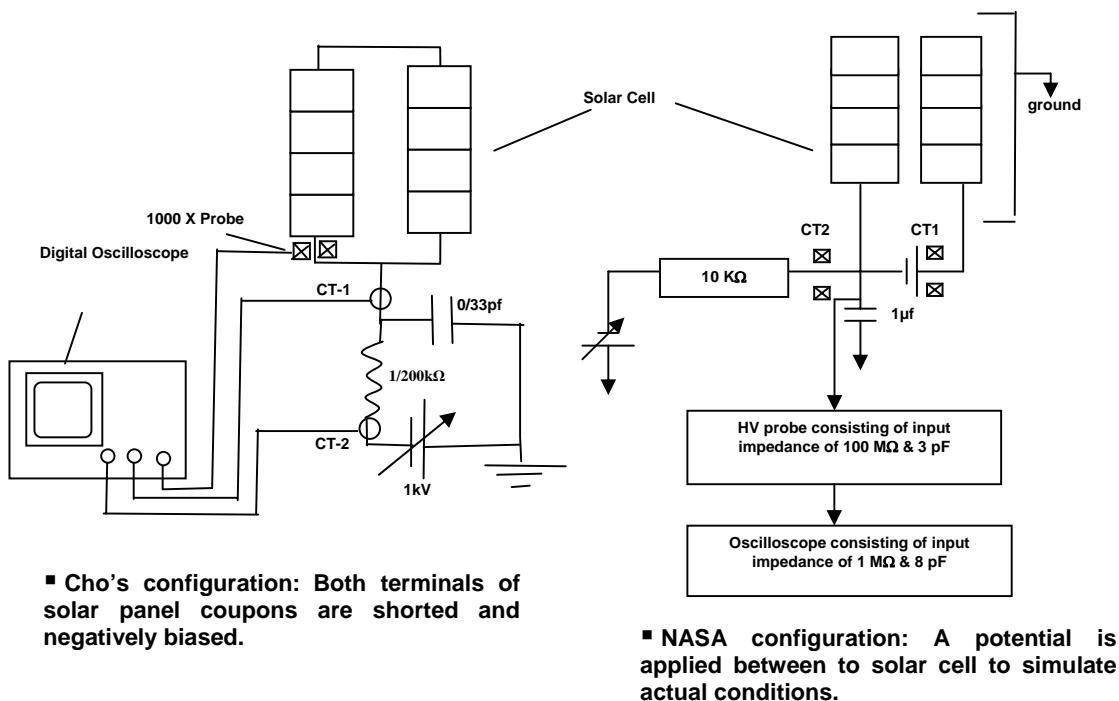 Solar Cell
1000 X Probe
Digital Oscilloscope
CT-1
0/33pf
1/200kΩ
CT-2
1kV
▪ Cho's configuration: Both terminals of
solar panel coupons are shorted and
negatively biased.
ground
CT2
CT1
10 KΩ
1µf
HV probe consisting of input
impedance of 100 MΩ & 3 pF
Oscilloscope consisting of input
impedance of 1 MΩ & 8 pF
▪ NASA configuration: A potential is
applied between to solar cell to simulate
actual conditions.